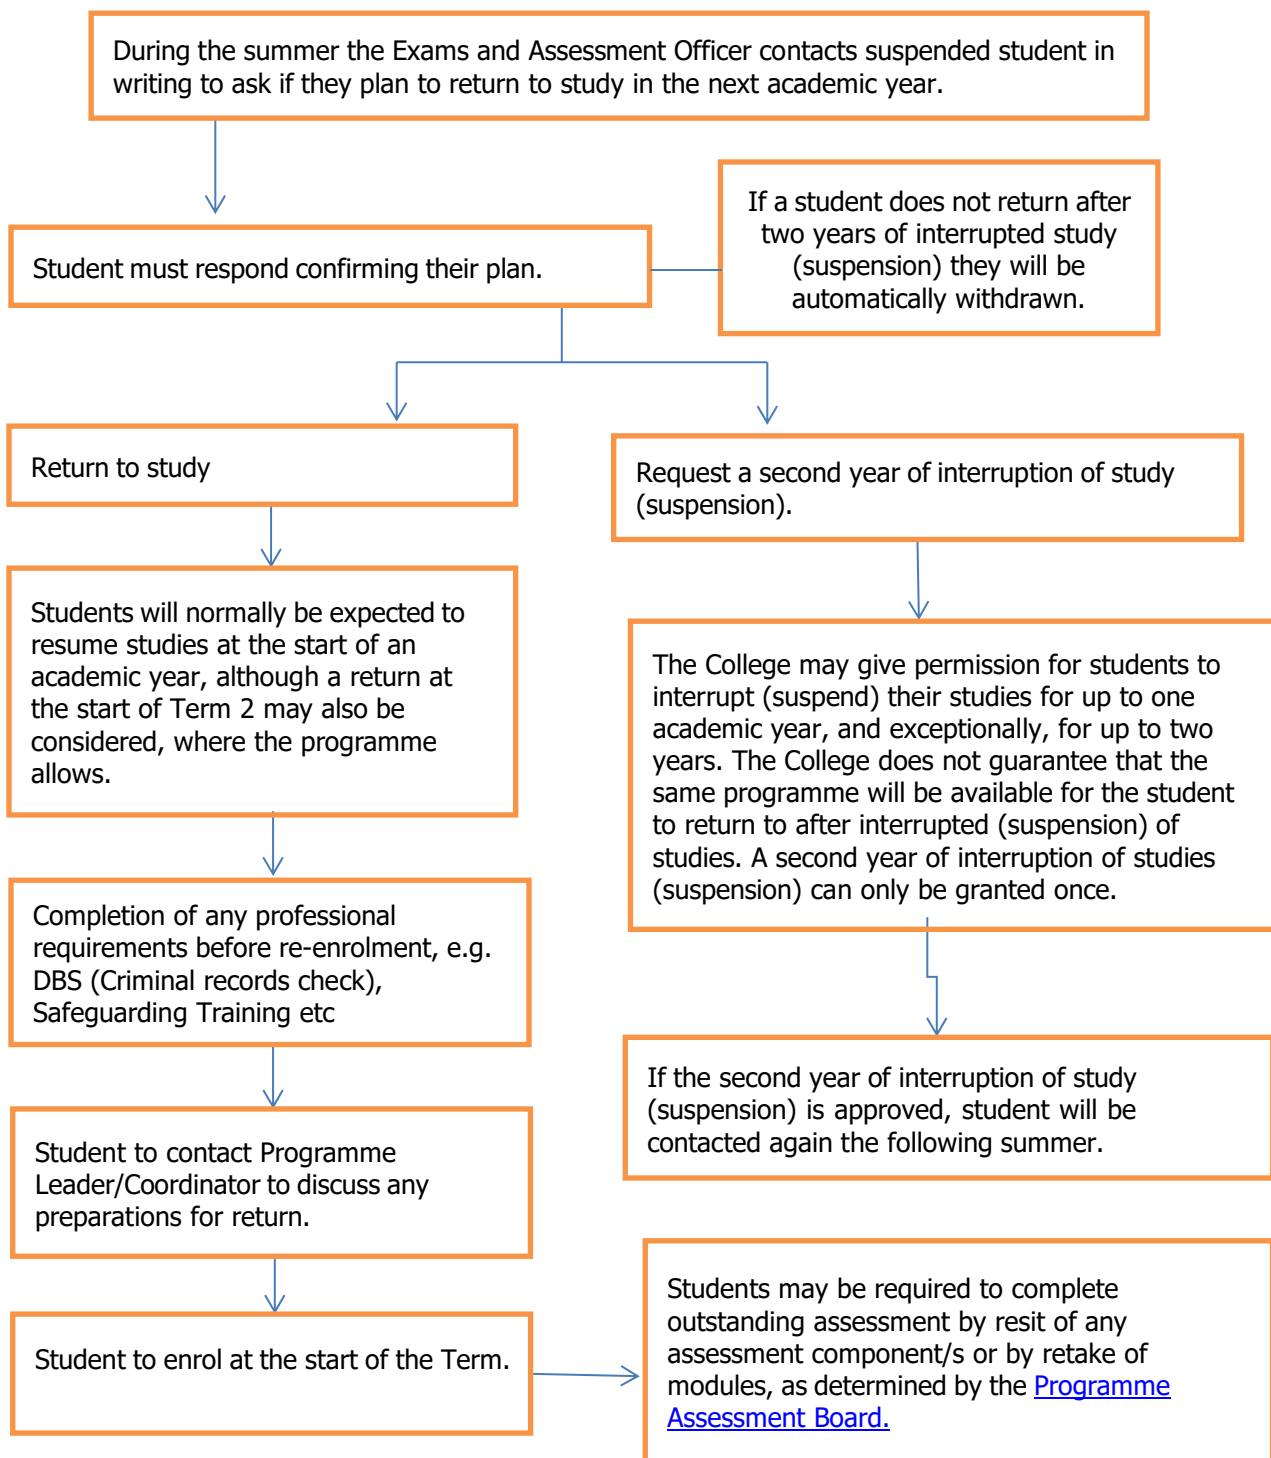 During the summer the Exams and Assessment Officer contacts suspended student in
writing to ask if they plan to return to study in the next academic year.
If a student does not return after
two years of interrupted study
(suspension) they will be
automatically withdrawn.
Student must respond confirming their plan.
Return to study
Request a second year of interruption of study
(suspension).
Students will normally be expected to
resume studies at the start of an
academic year, although a return at
the start of Term 2 may also be
considered, where the programme
allows.
The College may give permission for students to
interrupt (suspend) their studies for up to one
academic year, and exceptionally, for up to two
years. The College does not guarantee that the
same programme will be available for the student
to return to after interrupted (suspension) of
studies. A second year of interruption of studies
(suspension) can only be granted once.
Completion of any professional
requirements before re-enrolment, e.g.
DBS (Criminal records check),
Safeguarding Training etc
If the second year of interruption of study
(suspension) is approved, student will be
contacted again the following summer.
Student to contact Programme
Leader/Coordinator to discuss any
preparations for return.
Student to enrol at the start of the Term.
Students may be required to complete
outstanding assessment by resit of any
assessment component/s or by retake of
modules, as determined by the Programme
Assessment Board.